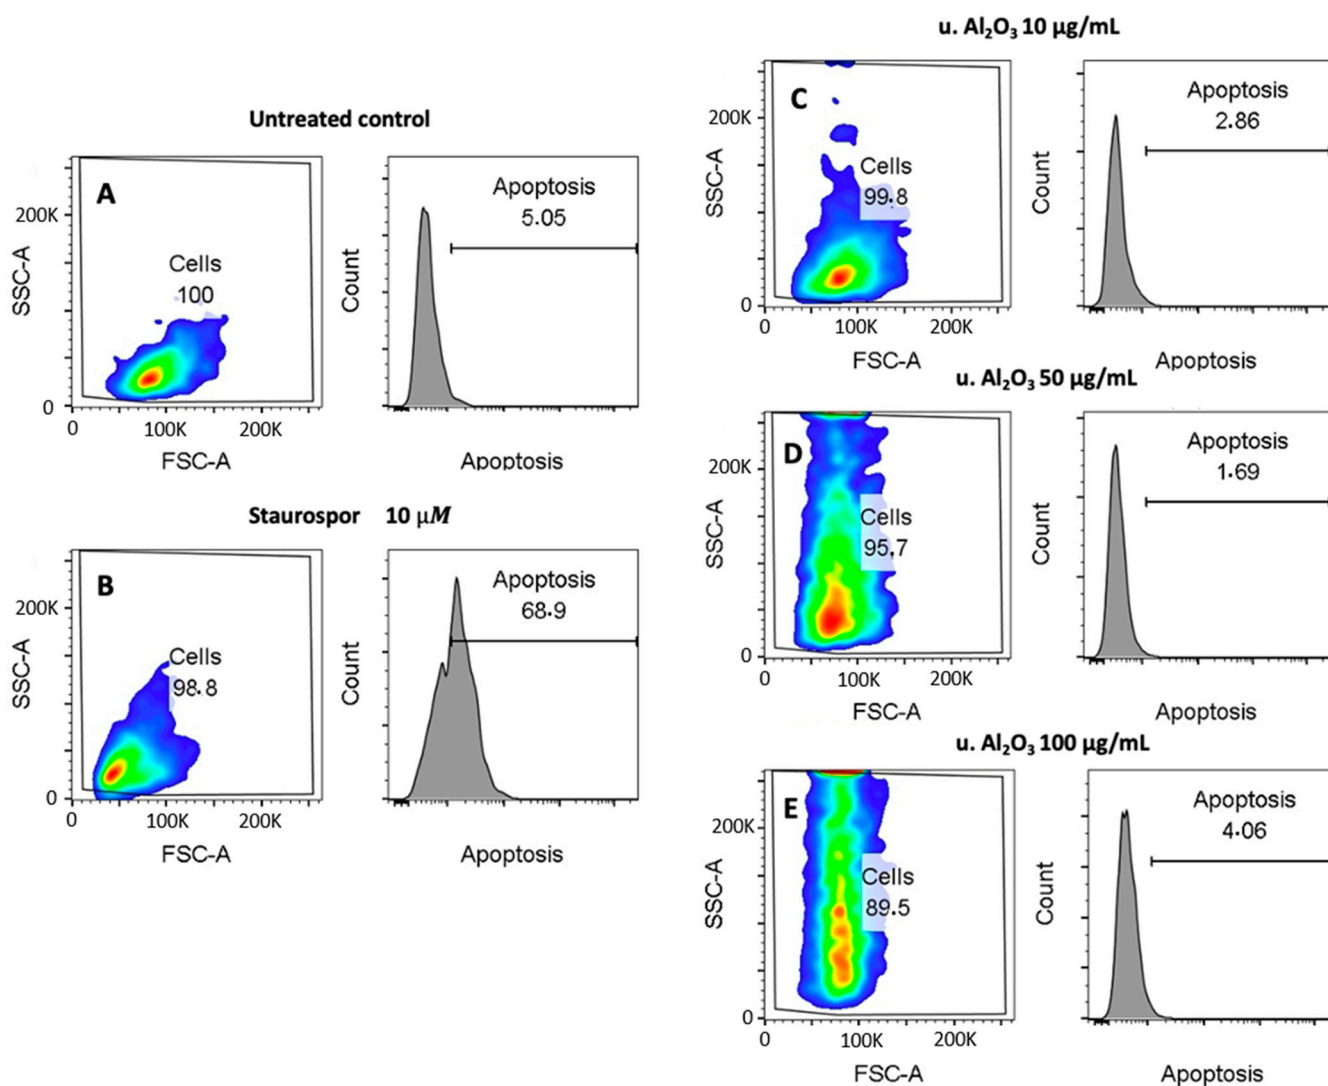 Untreated control
A
200K
SSC-A
Cells
100
0
0 100K 200K
FSC-A
Count
Apoptosis
5.05
Apoptosis
Staurospor 10 μM
B
200K
SSC-A
Cells
98.8
0
0 100K 200K
FSC-A
Count
Apoptosis
68.9
Apoptosis
u. Al₂O₃ 10 μg/mL
C
200K
SSC-A
Cells
99.8
0
0 100K 200K
FSC-A
Count
Apoptosis
2.86
Apoptosis
u. Al₂O₃ 50 μg/mL
D
200K
SSC-A
Cells
95.7
0
0 100K 200K
FSC-A
Count
Apoptosis
1.69
Apoptosis
u. Al₂O₃ 100 μg/mL
E
200K
SSC-A
Cells
89.5
0
0 100K 200K
FSC-A
Count
Apoptosis
4.06
Apoptosis